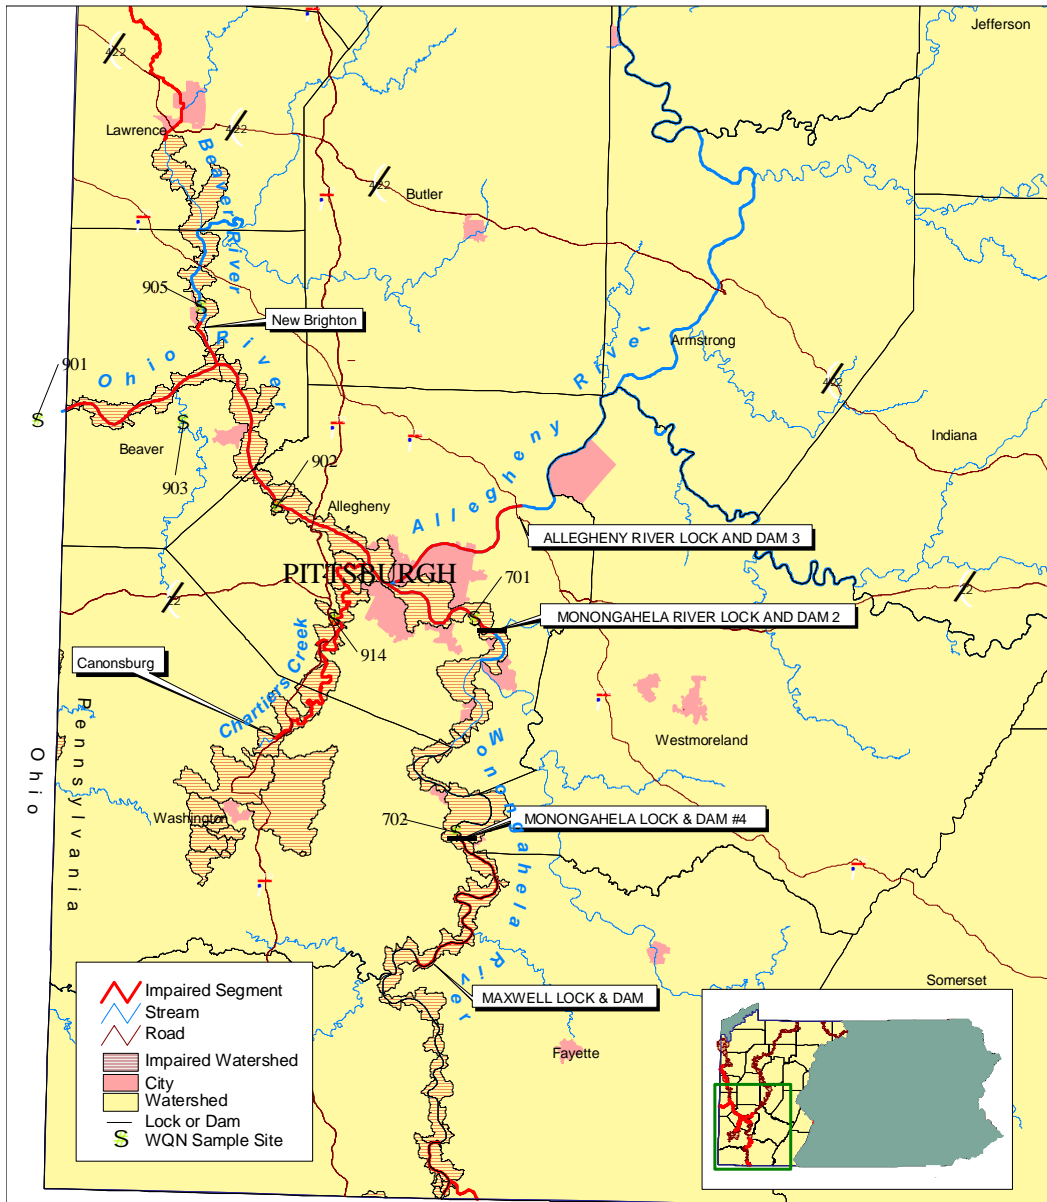 Jefferson
422
Lawrence
422
Beaver River
422
Butler
905
New Brighton
Ohio River
Armstrong
901
Allegheny River
422
Beaver
Indiana
902
903
Allegheny
ALLEGHENY RIVER LOCK AND DAM 3
PITTSBURGH
701
22
22
MONONGAHELA RIVER LOCK AND DAM 2
914
Canonsburg
Chartiers Creek
Westmoreland
Ohio
Pennsylvania
Monongahela River
Washington
702
MONONGAHELA LOCK & DAM #4
Somerset
MAXWELL LOCK & DAM
Fayette
Impaired Segment
Stream
Road
Impaired Watershed
City
Watershed
Lock or Dam
WQN Sample Site